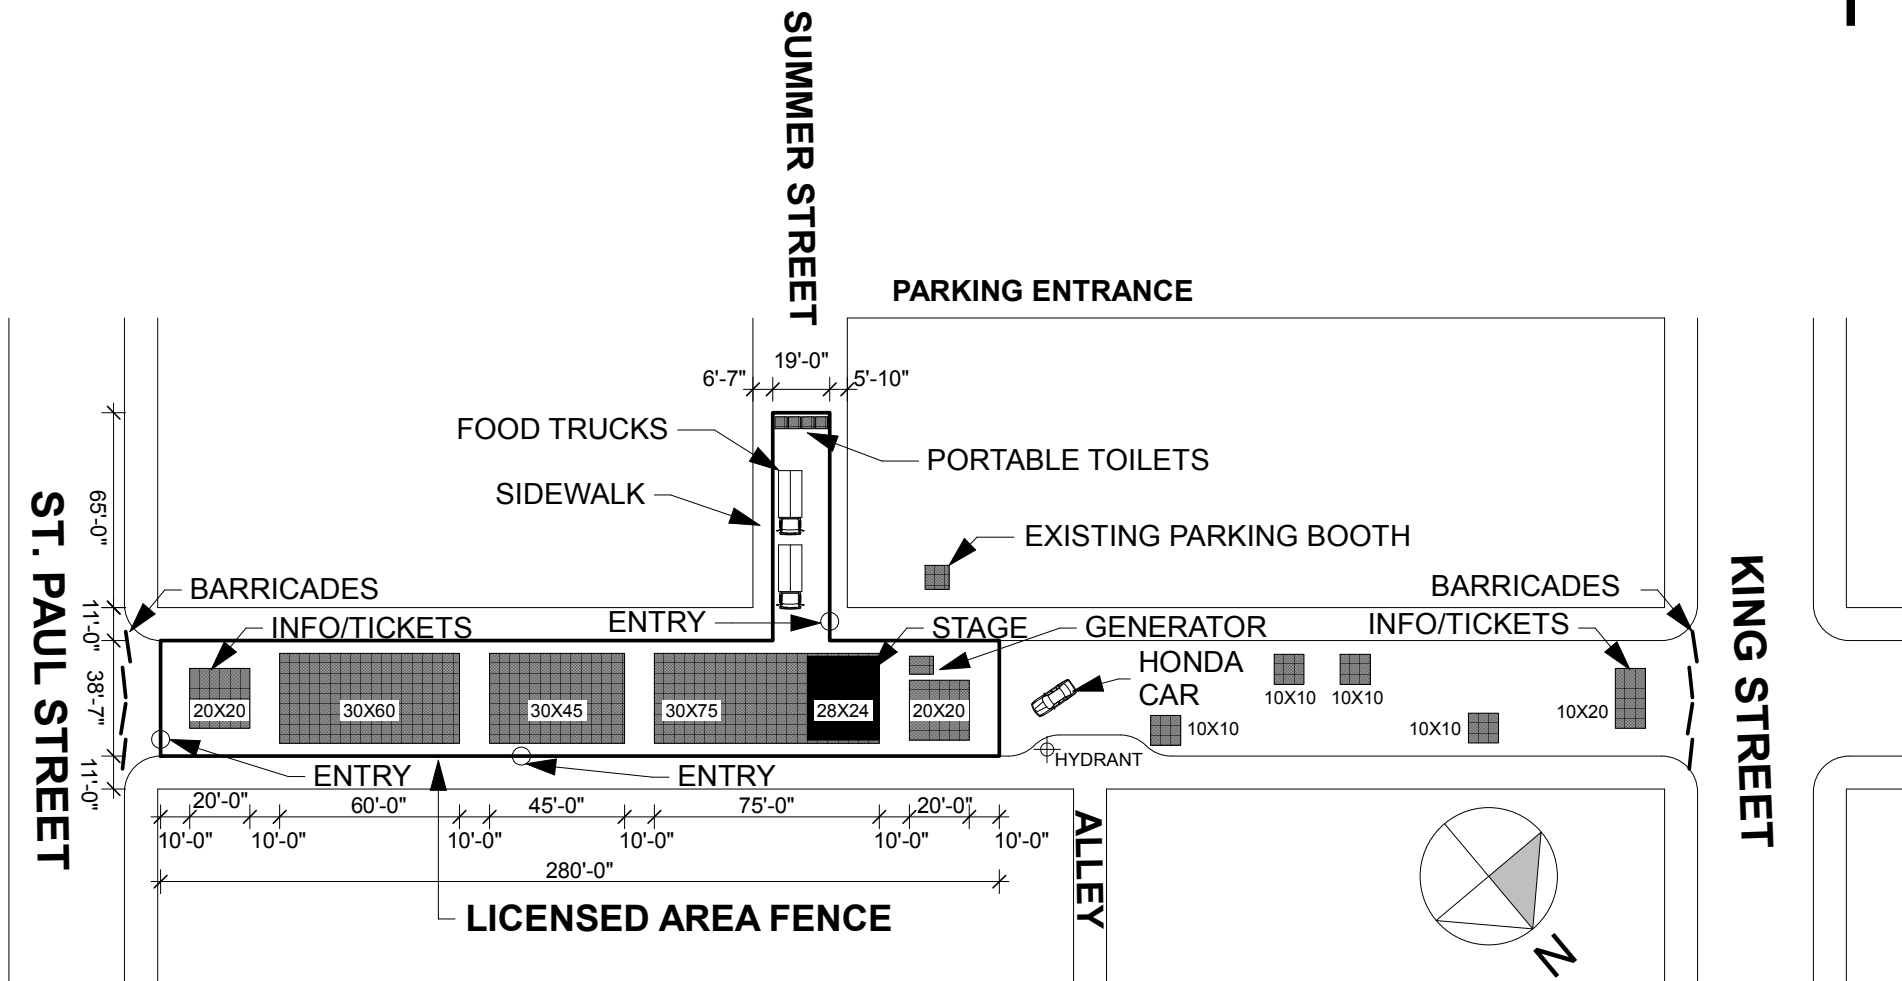 SUMMER STREET
PARKING ENTRANCE
19'-0"
6'-7"
5'-10"
FOOD TRUCKS
PORTABLE TOILETS
SIDEWALK
EXISTING PARKING BOOTH
ST. PAUL STREET
65'-0"
11'-0"
38'-7"
11'-0"
BARRICADES
BARRICADES
KING STREET
INFO/TICKETS
ENTRY
STAGE
GENERATOR
INFO/TICKETS
HONDA
CAR
20X20
30X60
30X45
30X75
28X24
20X20
10X10
10X10
10X10
10X10
10X20
HYDRANT
ENTRY
ENTRY
20'-0"
60'-0"
45'-0"
75'-0"
20'-0"
10'-0"
10'-0"
10'-0"
10'-0"
10'-0"
10'-0"
280'-0"
ALLEY
LICENSED AREA FENCE
N